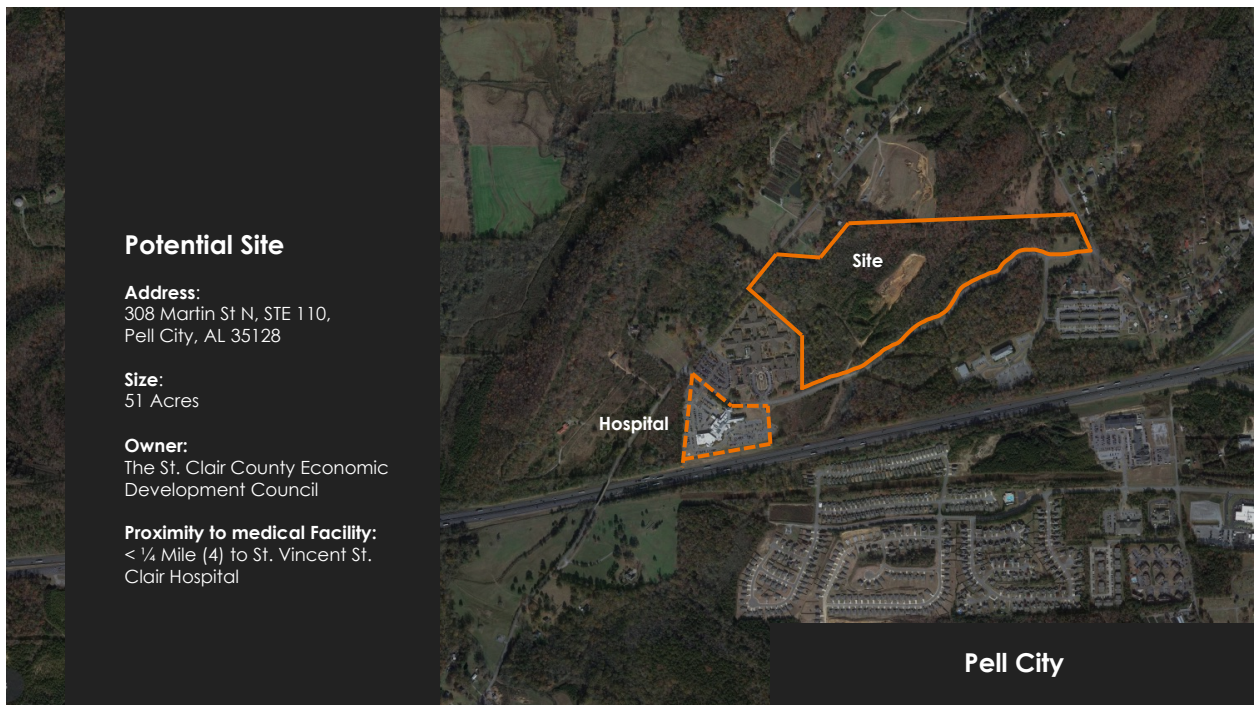 Potential Site
Address:
308 Martin St N, STE 110,
Pell City, AL 35128
Size:
51 Acres
Owner:
The St. Clair County Economic
Development Council
Proximity to medical Facility:
< ¼ Mile (4) to St. Vincent St.
Clair Hospital
Site
Hospital
Pell City